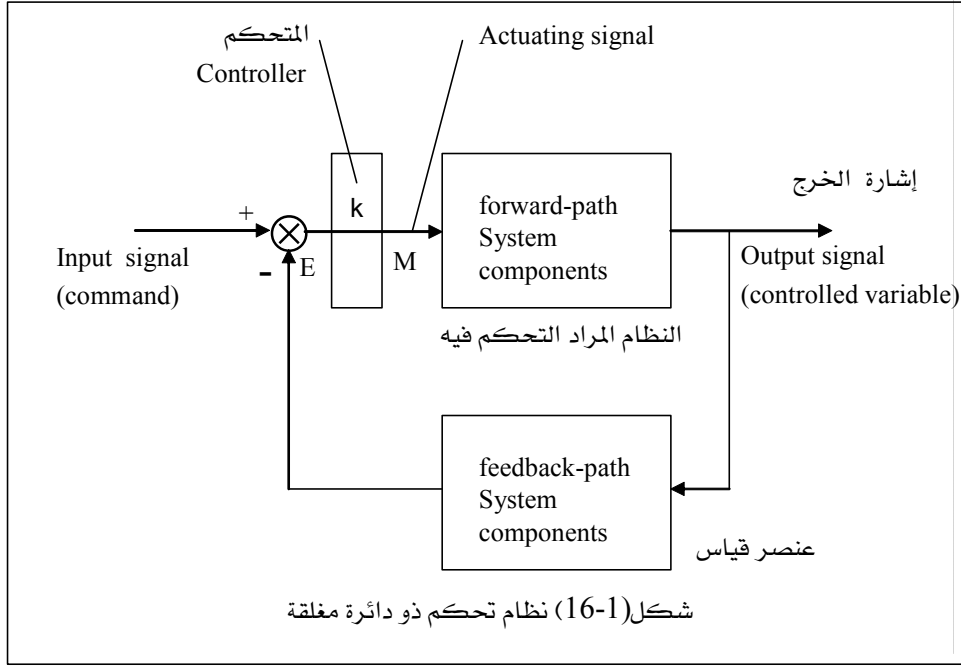 المتحكم
Controller
Actuating signal
k
forward-path
System
components
إشارة الخرج
+
-
E
M
Input signal
(command)
Output signal
(controlled variable)
النظام المراد التحكم فيه
feedback-path
System
components
عنصر قياس
شكل(1-16) نظام تحكم ذو دائرة مغلقة